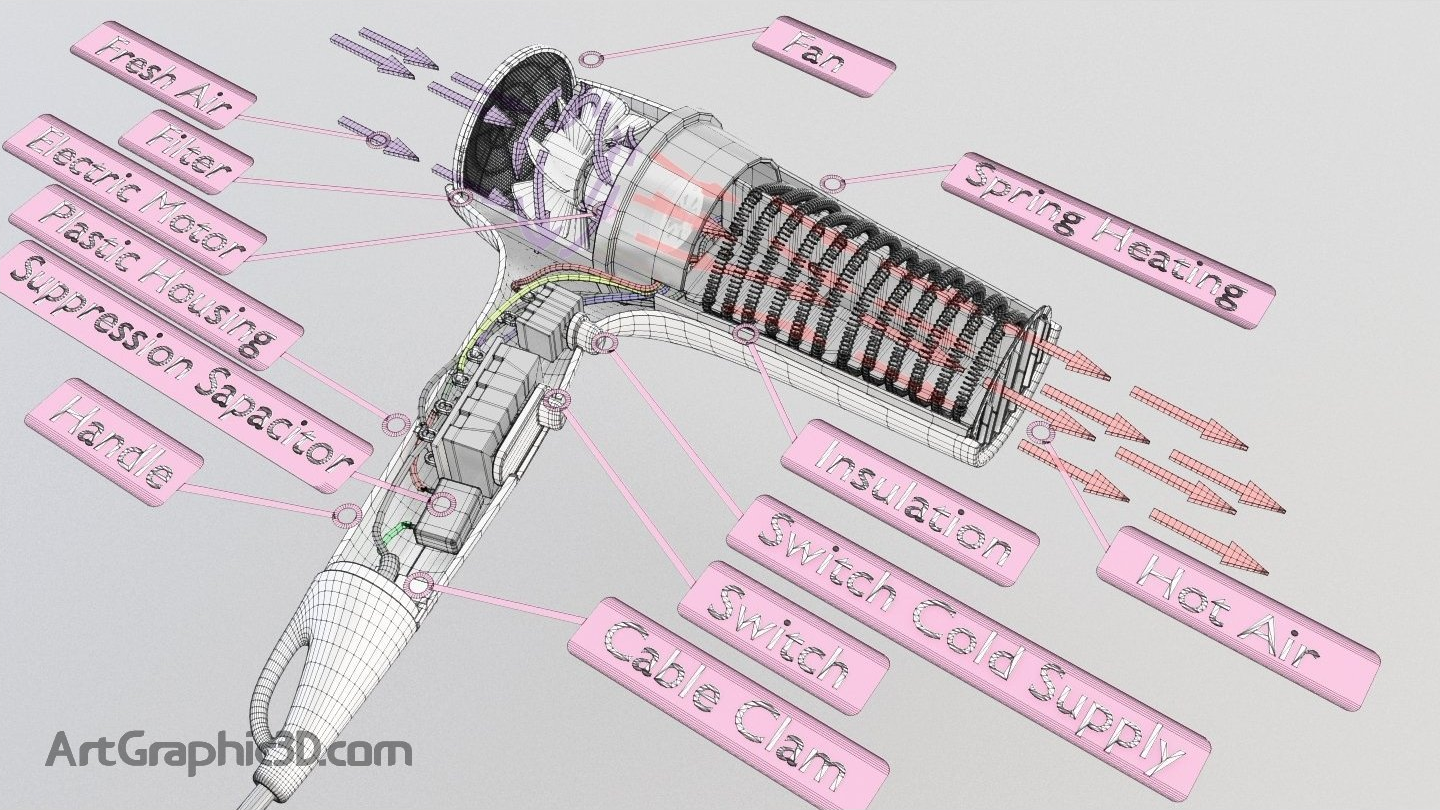 Fresh Air
Fan
Filter
Electric Motor
Plastic Housing
Spring Heating
Suppression Sapacitor
Handle
Insulation
Switch Cold Supply
Hot Air
Switch
Cable Clam
ArtGraphic3D.com